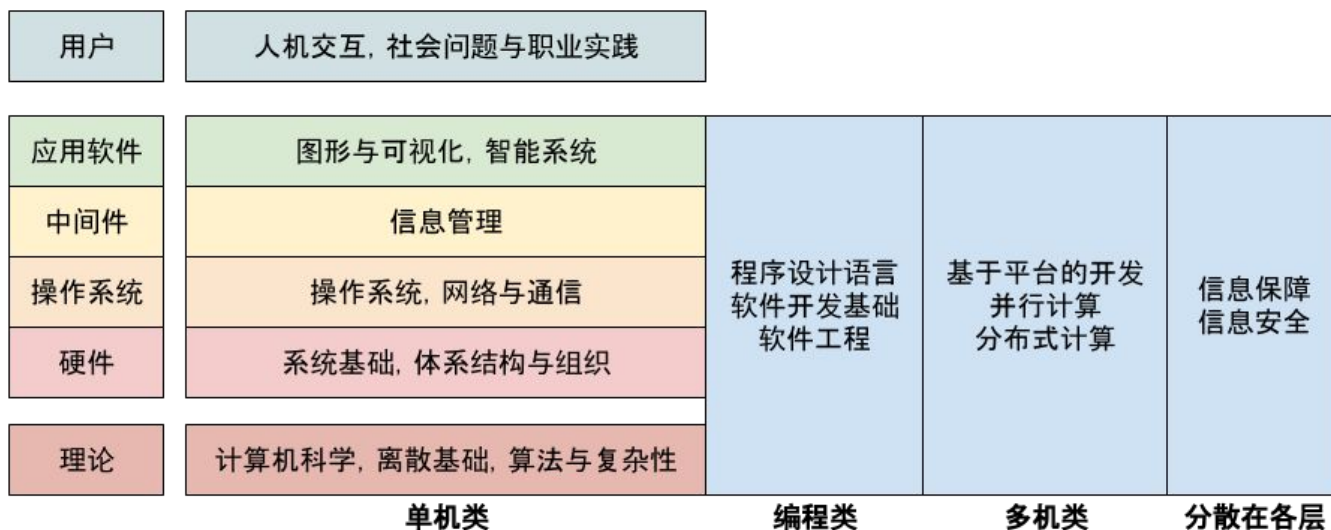 用户
人机交互, 社会问题与职业实践
应用软件
图形与可视化, 智能系统
中间件
信息管理
操作系统
操作系统, 网络与通信
硬件
系统基础, 体系结构与组织
理论
计算机科学, 离散基础, 算法与复杂性
程序设计语言
软件开发基础
软件工程
基于平台的开发
并行计算
分布式计算
信息保障
信息安全
单机类
编程类
多机类
分散在各层